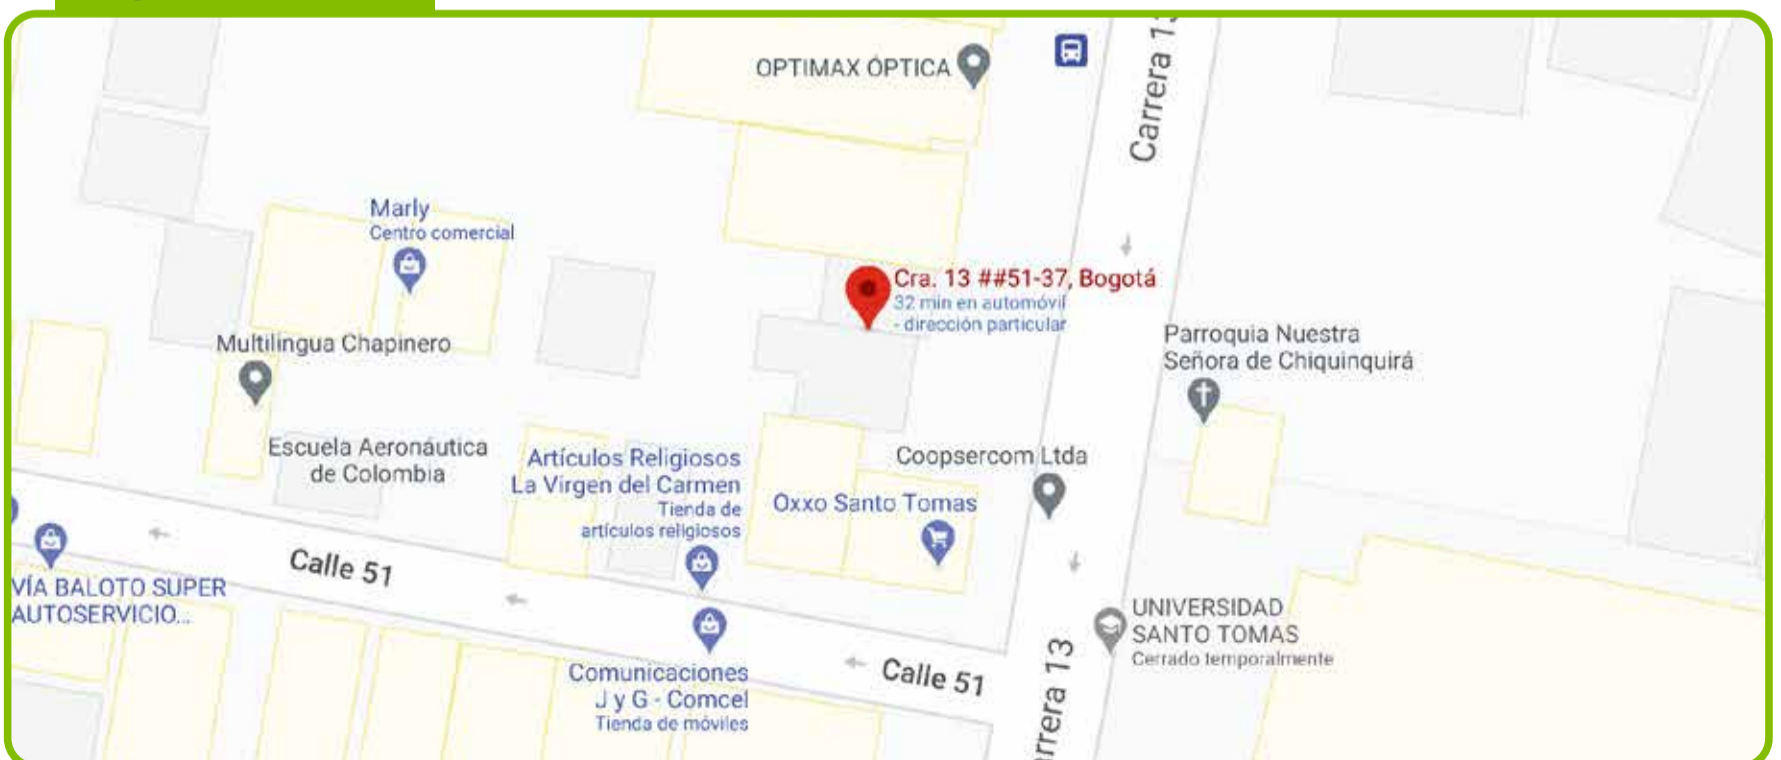 OPTIMAX ÓPTICA
Carrera 13
Marly
Centro comercial
Cra. 13 ##51-37, Bogotá
32 min en automóvil
- dirección particular
Multilingua Chapinero
Parroquia Nuestra
Señora de Chiquinquirá
Escuela Aeronáutica
de Colombia
Artículos Religiosos
La Virgen del Carmen
Tienda de
artículos religiosos
Coopsercom Ltda
Oxxo Santo Tomas
Calle 51
VÍA BALOTO SUPER
AUTOSERVICIO...
UNIVERSIDAD
SANTO TOMAS
Cerrado temporalmente
Comunicaciones
J y G - Comcel
Tienda de móviles
Calle 51
rrera 13